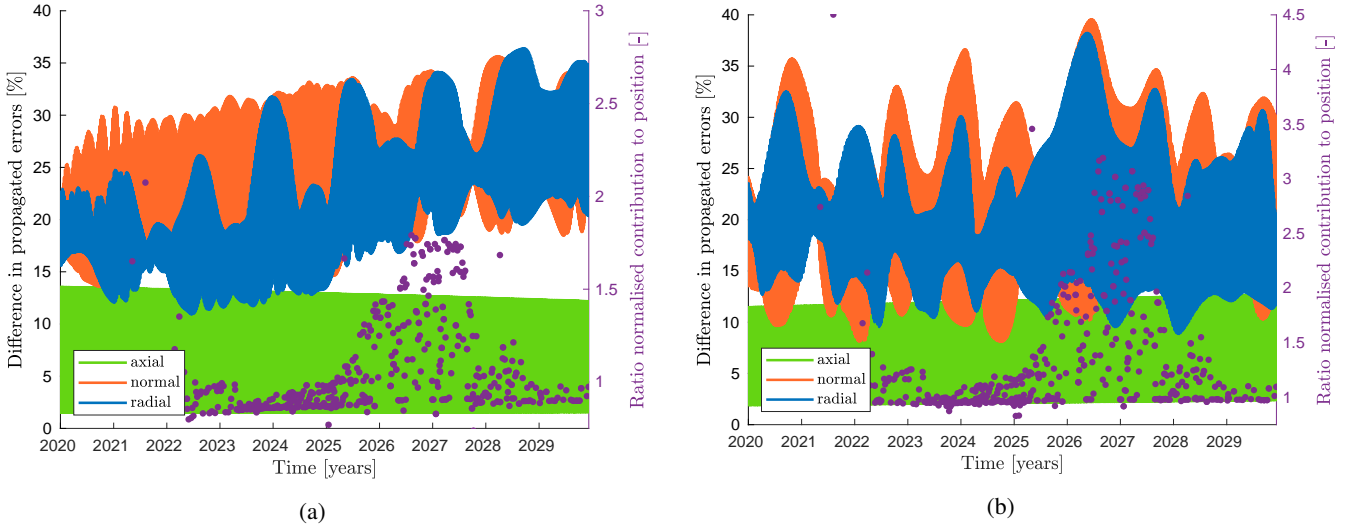 40
35
30
25
20
15
10
5
0
Difference in propagated errors [%]
3
2.5
2
1.5
1
Ratio normalised contribution to position [-]
axial
normal
radial
2020 2021 2022 2023 2024 2025 2026 2027 2028 2029
Time [years]
(a)
40
35
30
25
20
15
10
5
0
Difference in propagated errors [%]
4.5
4
3.5
3
2.5
2
1.5
1
Ratio normalised contribution to position [-]
axial
normal
radial
2020 2021 2022 2023 2024 2025 2026 2027 2028 2029
Time [years]
(b)